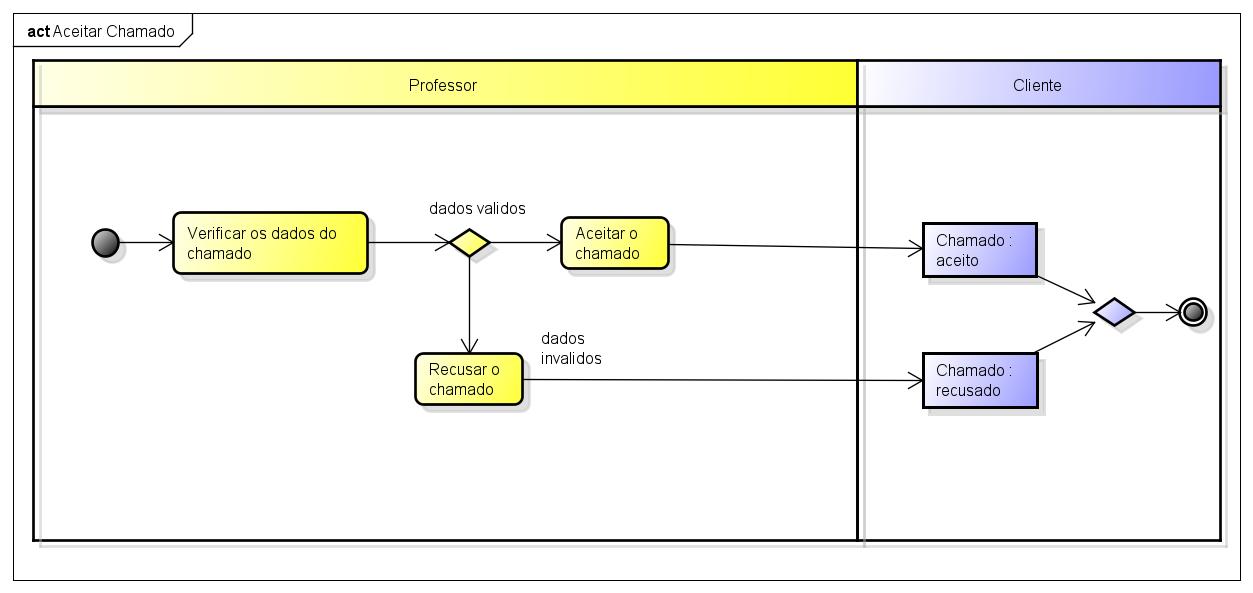 act Aceitar Chamado
Professor
Cliente
dados validos
Verificar os dados do
chamado
Aceitar o
chamado
Chamado :
aceito
dados
invalidos
Recusar o
chamado
Chamado :
recusado